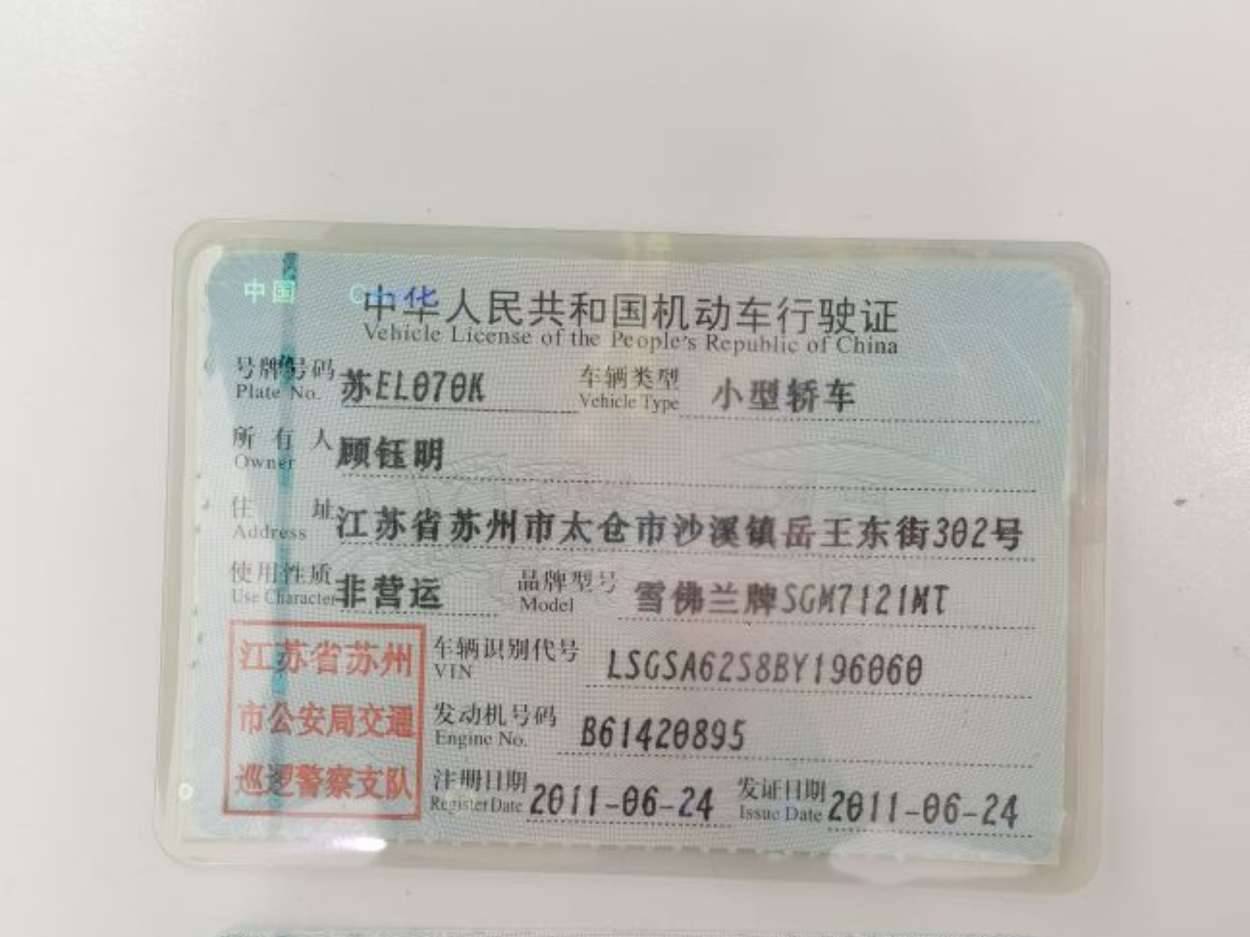 中国
中华人民共和国机动车行驶证
Vehicle License of the People's Republic of China
号牌号码 苏EL070K 车辆类型 小型轿车
Plate No. Vehicle Type
所有人 顾钰明
Owner
住址 江苏省苏州市太仓市沙溪镇岳王东街302号
Address
使用性质 非营运 品牌型号 雪佛兰牌SGM7121MT
Use Character Model
江苏省苏州
市公安局交通
巡逻警察支队
车辆识别代号 LSGSA62S8BY196060
VIN
发动机号码 B61420895
Engine No.
注册日期 2011-06-24 发证日期 2011-06-24
Register Date Issue Date